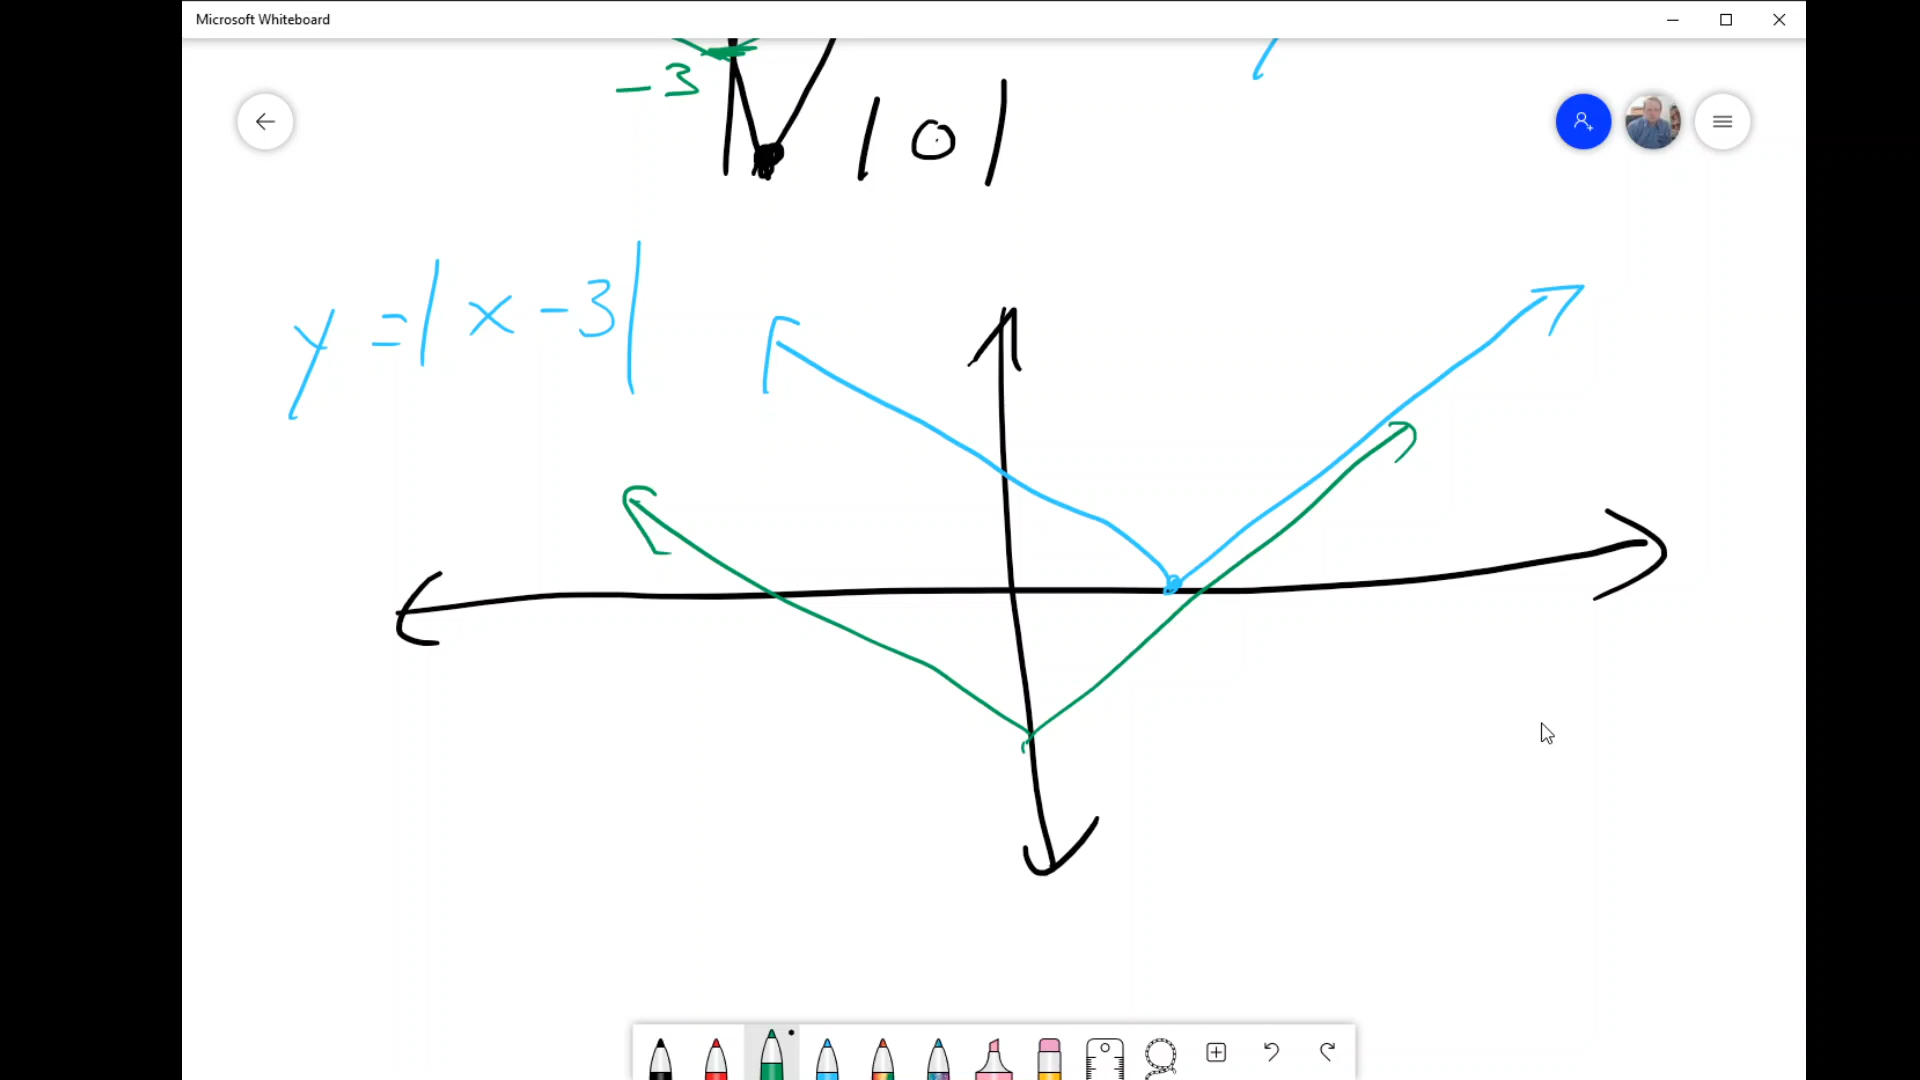 Microsoft Whiteboard
-3
|0|
y = |x - 3|